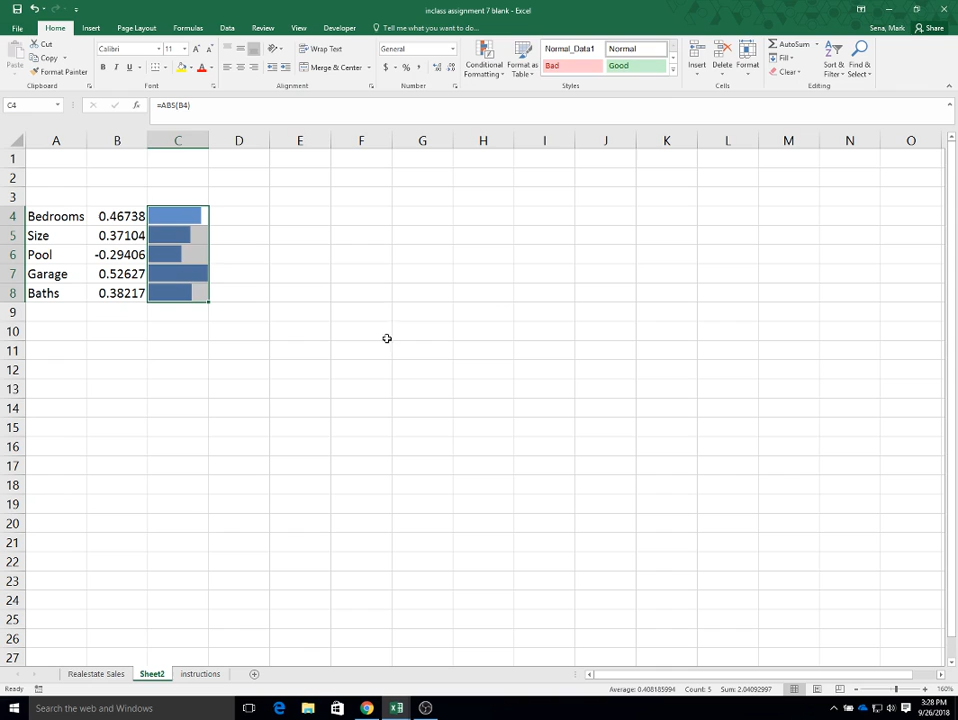 inclass assignment 7 blank - Excel
File Home Insert Page Layout Formulas Data Review View Developer Tell me what you want to do... Sena, Mark Share
Paste Cut Copy Format Painter
Calibri 11 A A
B I U A
Wrap Text
Merge & Center
General
$ % ,
Conditional Formatting Format as Table
Normal_Data1 Normal
Bad Good
Insert Delete Format
AutoSum
Fill
Clear
Sort & Filter Find & Select
Clipboard Font Alignment Number Styles Cells Editing
C4 fx =ABS(B4)
A B C D E F G H I J K L M N O
1
2
3
4 Bedrooms 0.46738
5 Size 0.37104
6 Pool -0.29406
7 Garage 0.52627
8 Baths 0.38217
9
10
11
12
13
14
15
16
17
18
19
20
21
22
23
24
25
26
27
Realestate Sales Sheet2 instructions
Ready Average: 0.408185994 Count: 5 Sum: 2.04092997 160%
Search the web and Windows
3:28 PM
9/26/2018